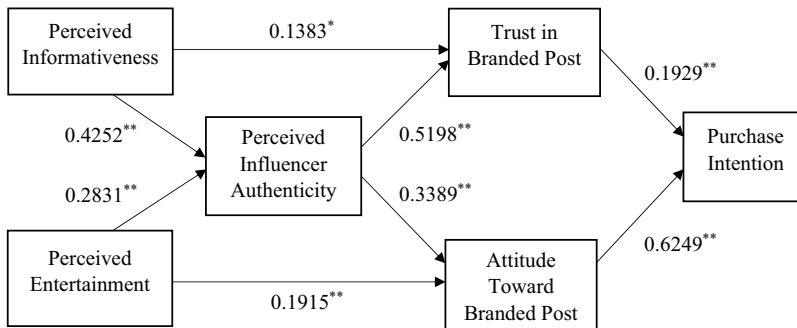 Perceived
Informativeness
0.1383*
Trust in
Branded Post
0.1929**
0.4252**
Perceived
Influencer
Authenticity
0.5198**
Purchase
Intention
0.2831**
0.3389**
Perceived
Entertainment
0.1915**
Attitude
Toward
Branded Post
0.6249**